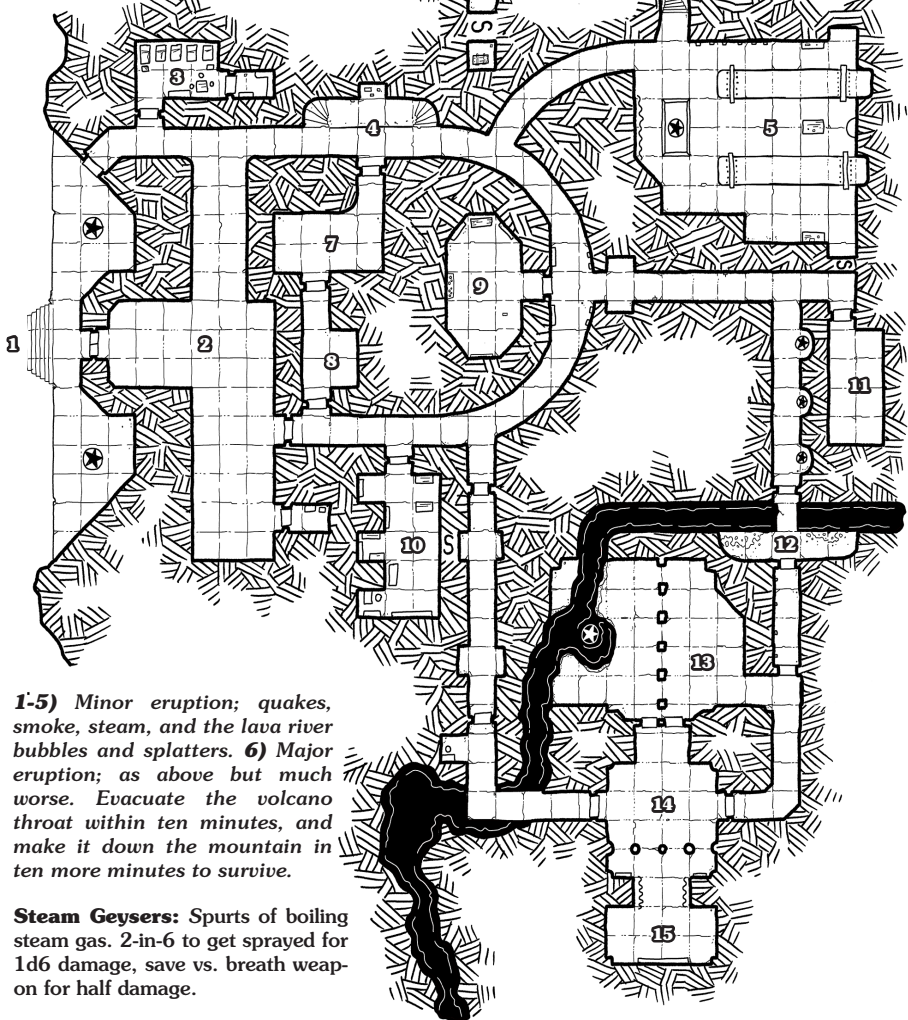 S
3
4
5
7
9
S
1
2
8
11
10
S
12
13
14
15
1-5) Minor eruption; quakes,
smoke, steam, and the lava river
bubbles and splatters. 6) Major
eruption; as above but much
worse. Evacuate the volcano
throat within ten minutes, and
make it down the mountain in
ten more minutes to survive.
Steam Geysers: Spurts of boiling
steam gas. 2-in-6 to get sprayed for
1d6 damage, save vs. breath weap-
on for half damage.